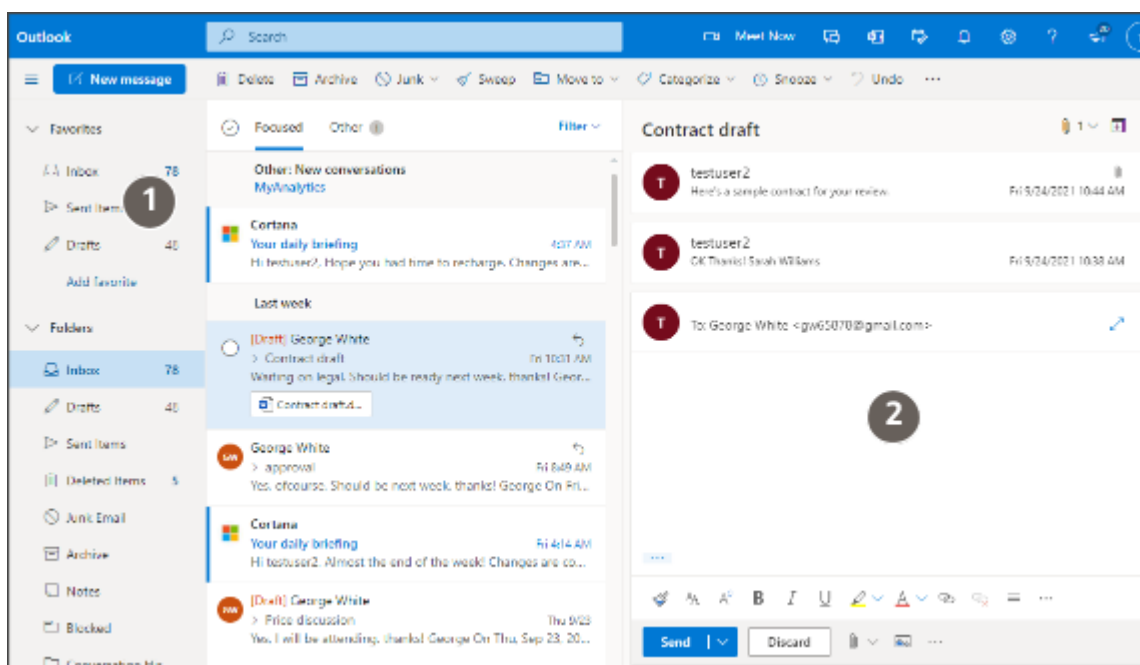 Outlook
Search
Meet Now
?
New message
Delete
Archive
Junk
Sweep
Move to
Categorize
Snooze
Undo
Favorites
Inbox 78
Sent Item
1
Drafts
Add favorite
Folders
Inbox 78
Drafts
Sent Items
Deleted Items 5
Junk Email
Archive
Notes
Blocked
Focused
Other
Filter
Other: New conversations
MyAnalytics
Cortana
Your daily briefing 4:37 AM
Hi testuser2, Hope you had time to recharge. Changes are...
Last week
[Draft] George White
> Contract draft Fri 10:31 AM
Waiting on legal. Should be ready next week. thanks! Geor...
Contract draft.d...
GW
George White
> approval Fri 8:49 AM
Yes, ofcourse. Should be next week. thanks! George On Fri...
Cortana
Your daily briefing Fri 4:14 AM
Hi testuser2, Almost the end of the week! Changes are co...
[Draft] George White
> Price discussion Thu 9/23
Yes, I will be attending. thanks! George On Thu, Sep 23, 20...
Contract draft
1
T
testuser2
Here's a sample contract for your review.
Fri 9/24/2021 10:44 AM
T
testuser2
OK Thanks! Sarah Williams
Fri 9/24/2021 10:38 AM
T
To: George White <gw65878@gmail.com>
2
...
B I U A
Send
Discard